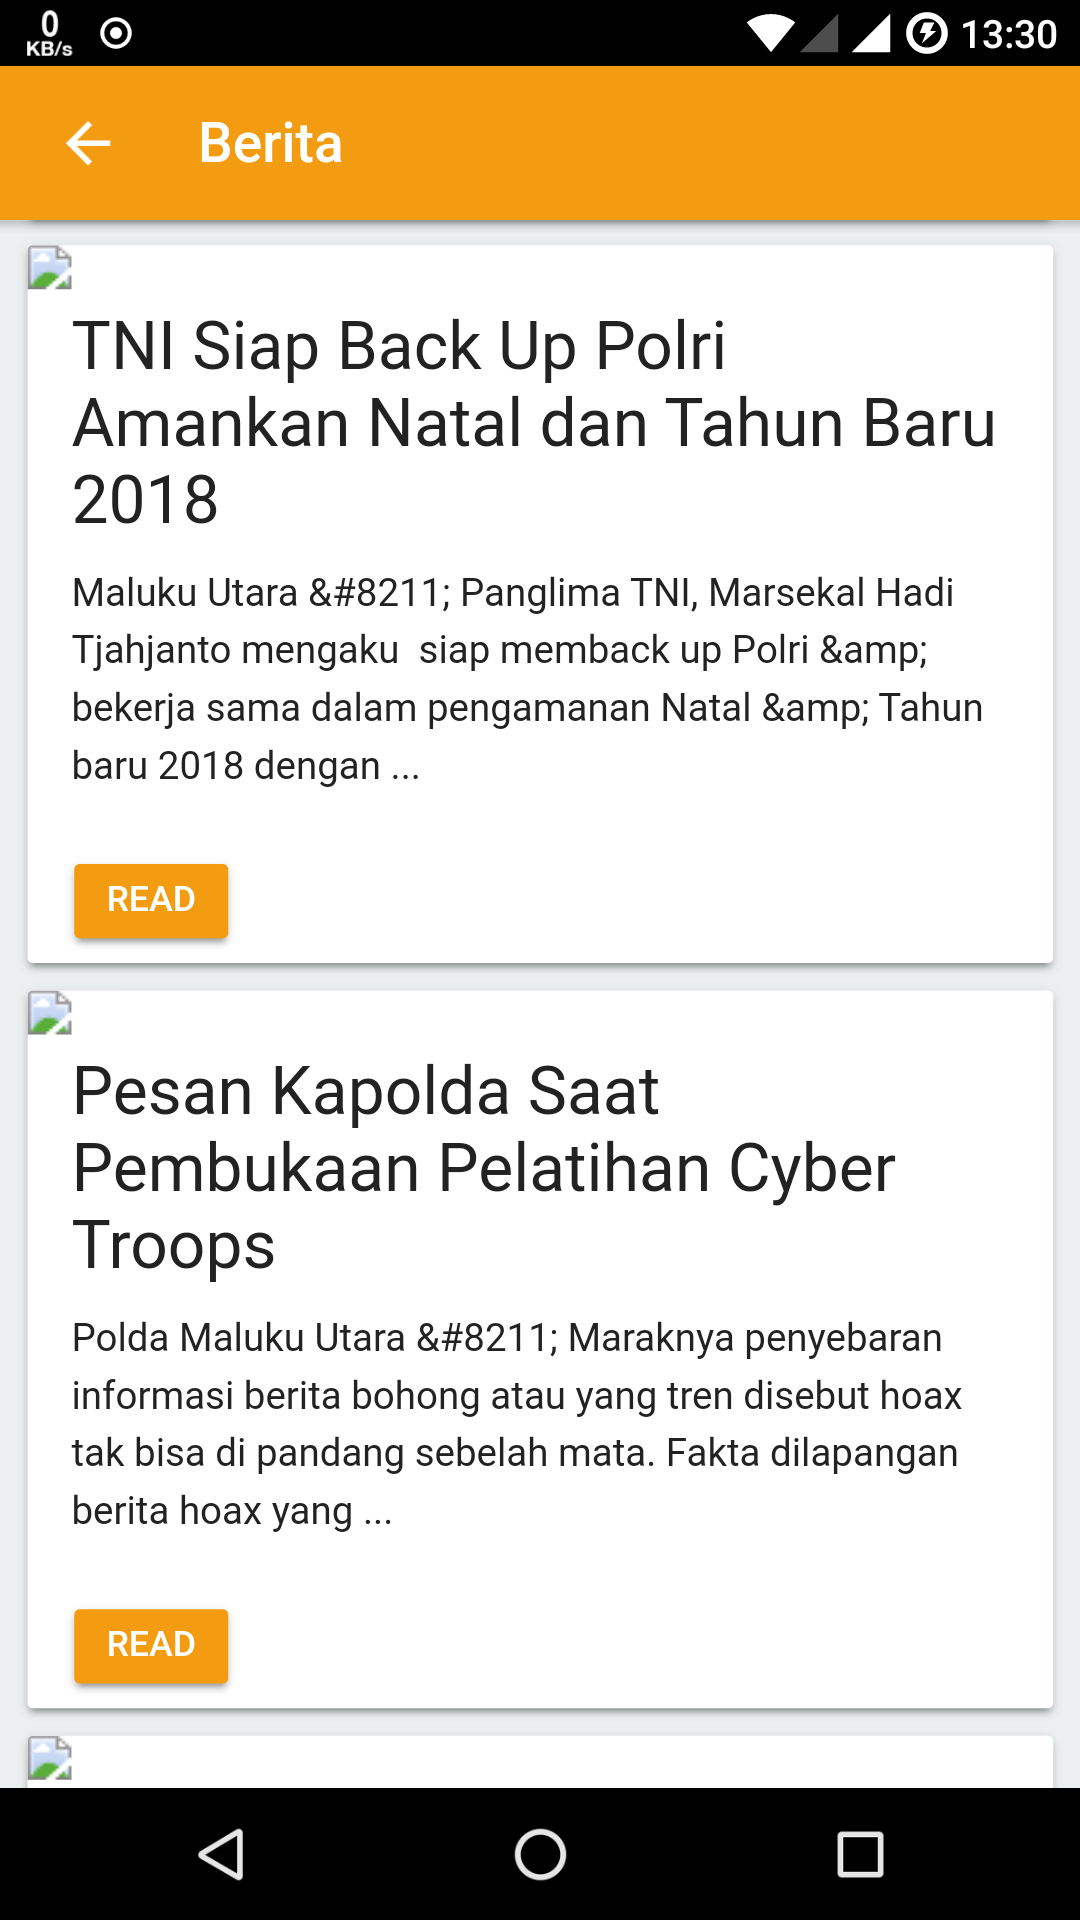 0
KB/s
13:30
Berita
TNI Siap Back Up Polri
Amankan Natal dan Tahun Baru
2018
Maluku Utara &#8211; Panglima TNI, Marsekal Hadi
Tjahjanto mengaku  siap memback up Polri &amp;
bekerja sama dalam pengamanan Natal &amp; Tahun
baru 2018 dengan ...
READ
Pesan Kapolda Saat
Pembukaan Pelatihan Cyber
Troops
Polda Maluku Utara &#8211; Maraknya penyebaran
informasi berita bohong atau yang tren disebut hoax
tak bisa di pandang sebelah mata. Fakta dilapangan
berita hoax yang ...
READ